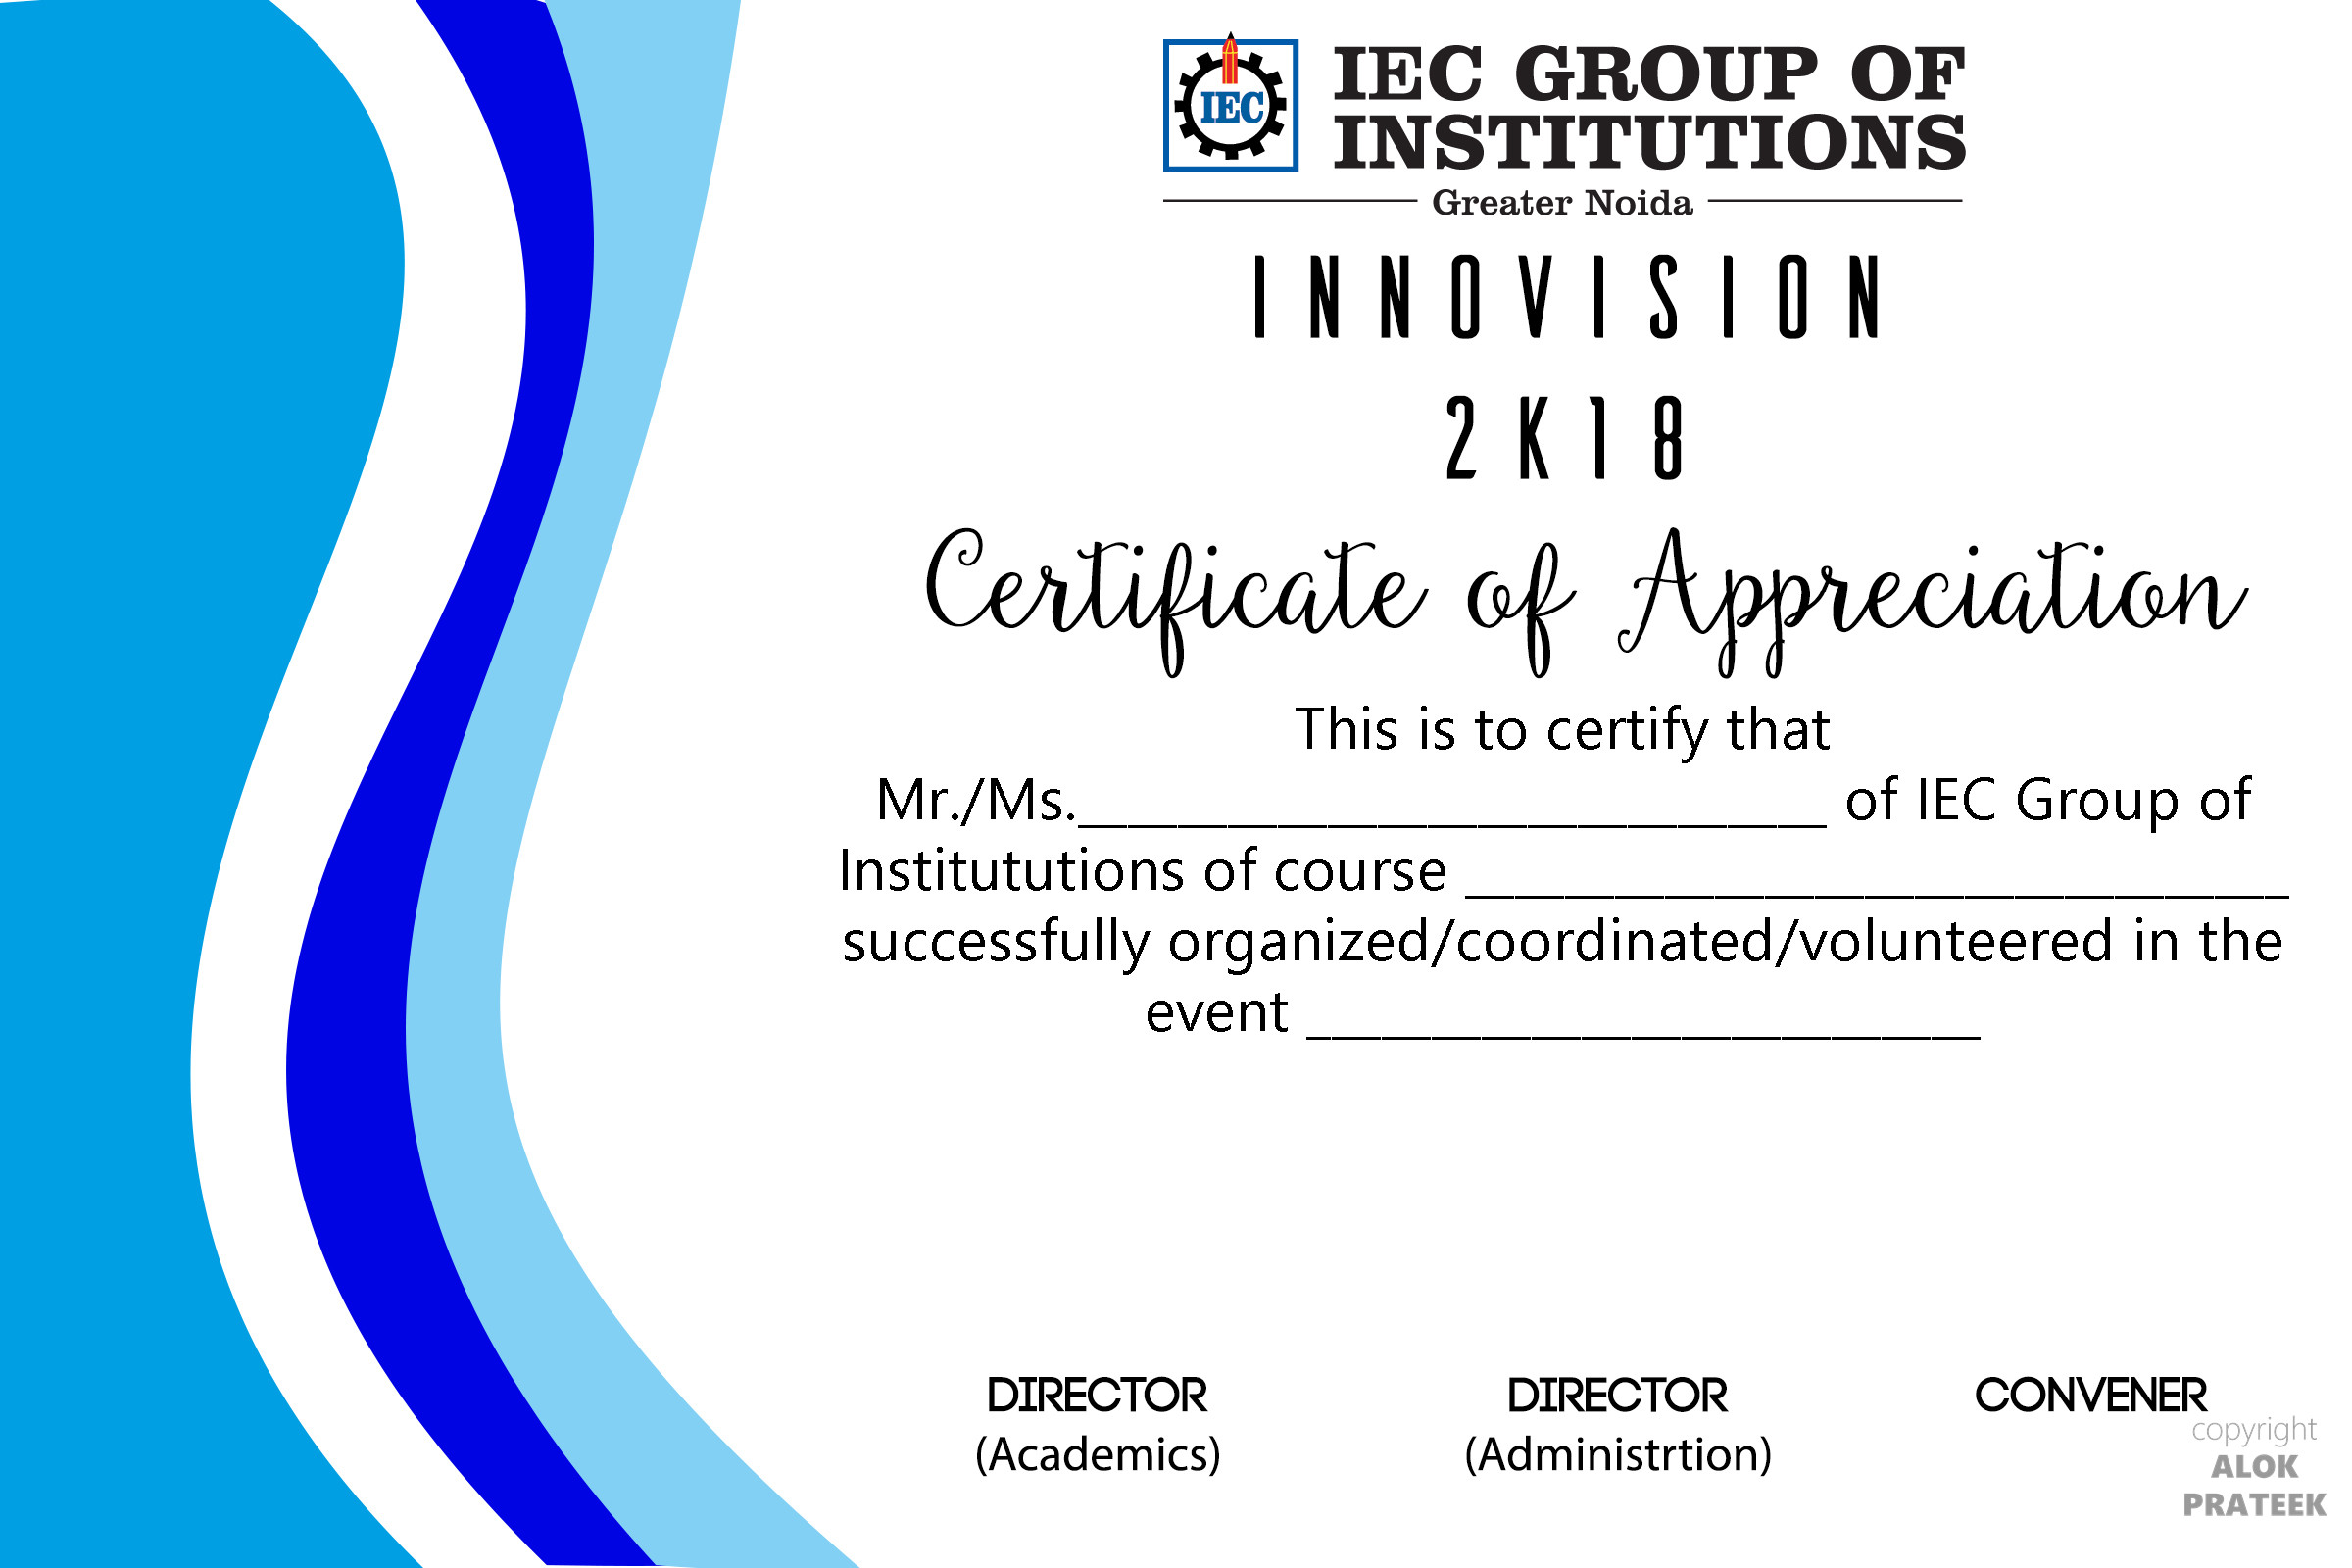 IEC
IEC GROUP OF
INSTITUTIONS
Greater Noida
INNOVISION
2K18
Certificate of Appreciation
This is to certify that
Mr./Ms.______________________________ of IEC Group of
Institututions of course _________________________________
successfully organized/coordinated/volunteered in the
event ___________________________
DIRECTOR DIRECTOR CONVENER
(Academics) (Administrtion)
copyright
ALOK
PRATEEK